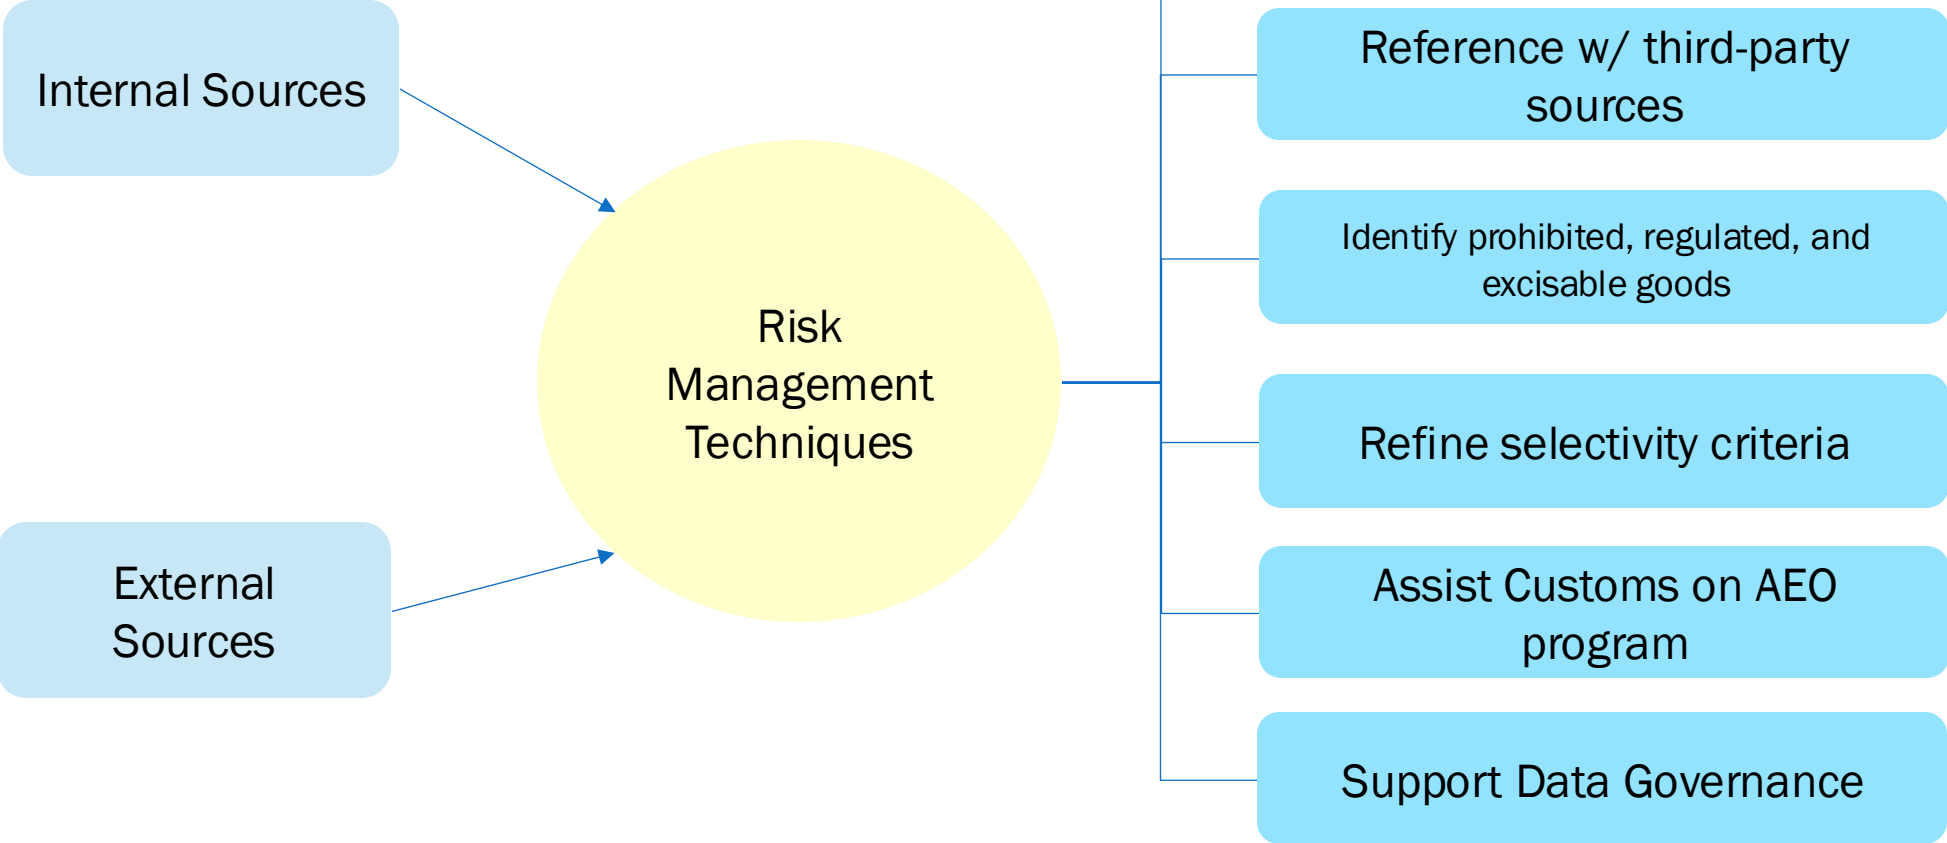 Internal Sources
External
Sources
Risk
Management
Techniques
Reference w/ third-party
sources
Identify prohibited, regulated, and
excisable goods
Refine selectivity criteria
Assist Customs on AEO
program
Support Data Governance